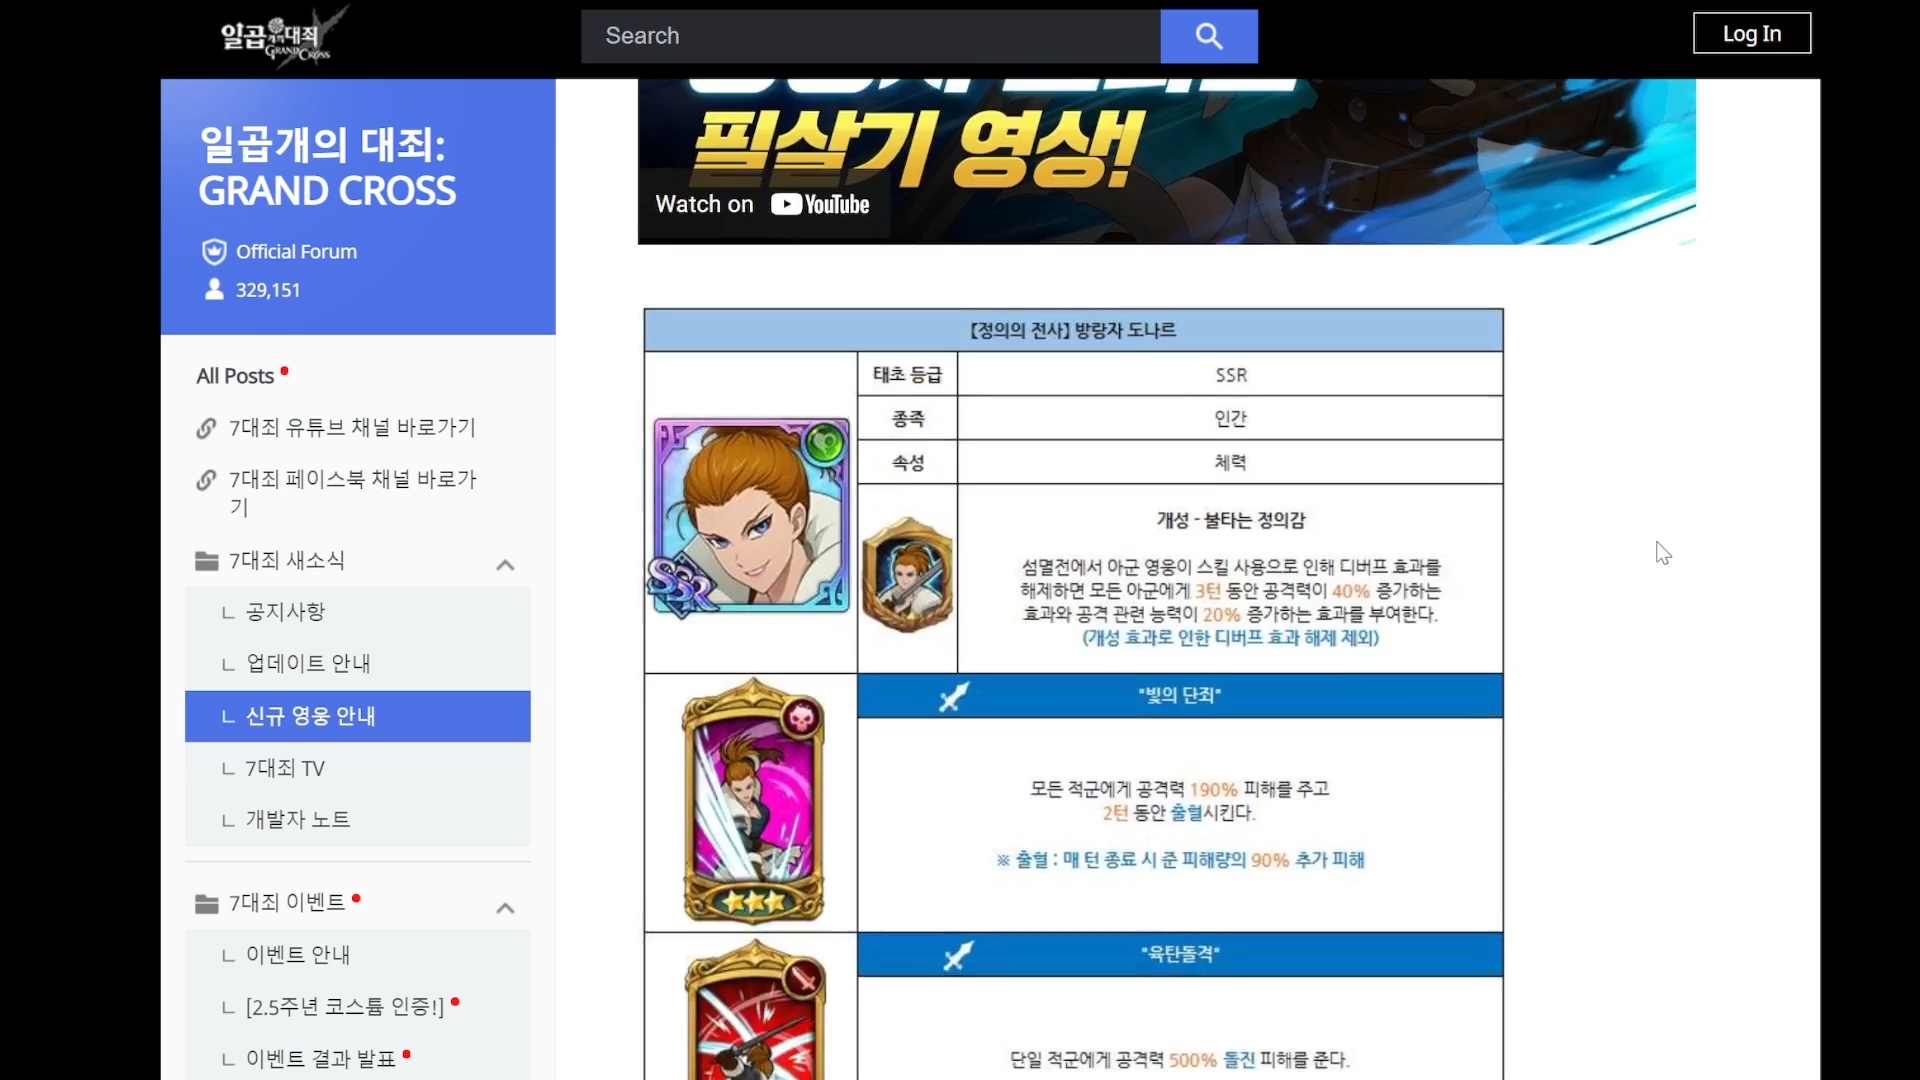 일곱개의대죄
GRAND CROSS
Search
Log In
일곱개의 대죄:
GRAND CROSS
Official Forum
329,151
All Posts
7대죄 유튜브 채널 바로가기
7대죄 페이스북 채널 바로가
기
7대죄 새소식
ㄴ 공지사항
ㄴ 업데이트 안내
ㄴ 신규 영웅 안내
ㄴ 7대죄 TV
ㄴ 개발자 노트
7대죄 이벤트
ㄴ 이벤트 안내
ㄴ [2.5주년 코스튬 인증!]
ㄴ 이벤트 결과 발표
필살기 영상!
Watch on YouTube
【정의의 전사】 방랑자 도나르
태초 등급
SSR
종족
인간
속성
체력
SSR
개성 - 불타는 정의감
섬멸전에서 아군 영웅이 스킬 사용으로 인해 디버프 효과를
해제하면 모든 아군에게 3턴 동안 공격력이 40% 증가하는
효과와 공격 관련 능력이 20% 증가하는 효과를 부여한다.
(개성 효과로 인한 디버프 효과 해제 제외)
"빛의 단죄"
모든 적군에게 공격력 190% 피해를 주고
2턴 동안 출혈시킨다.
※ 출혈 : 매 턴 종료 시 준 피해량의 90% 추가 피해
"육탄돌격"
단일 적군에게 공격력 500% 돌진 피해를 준다.